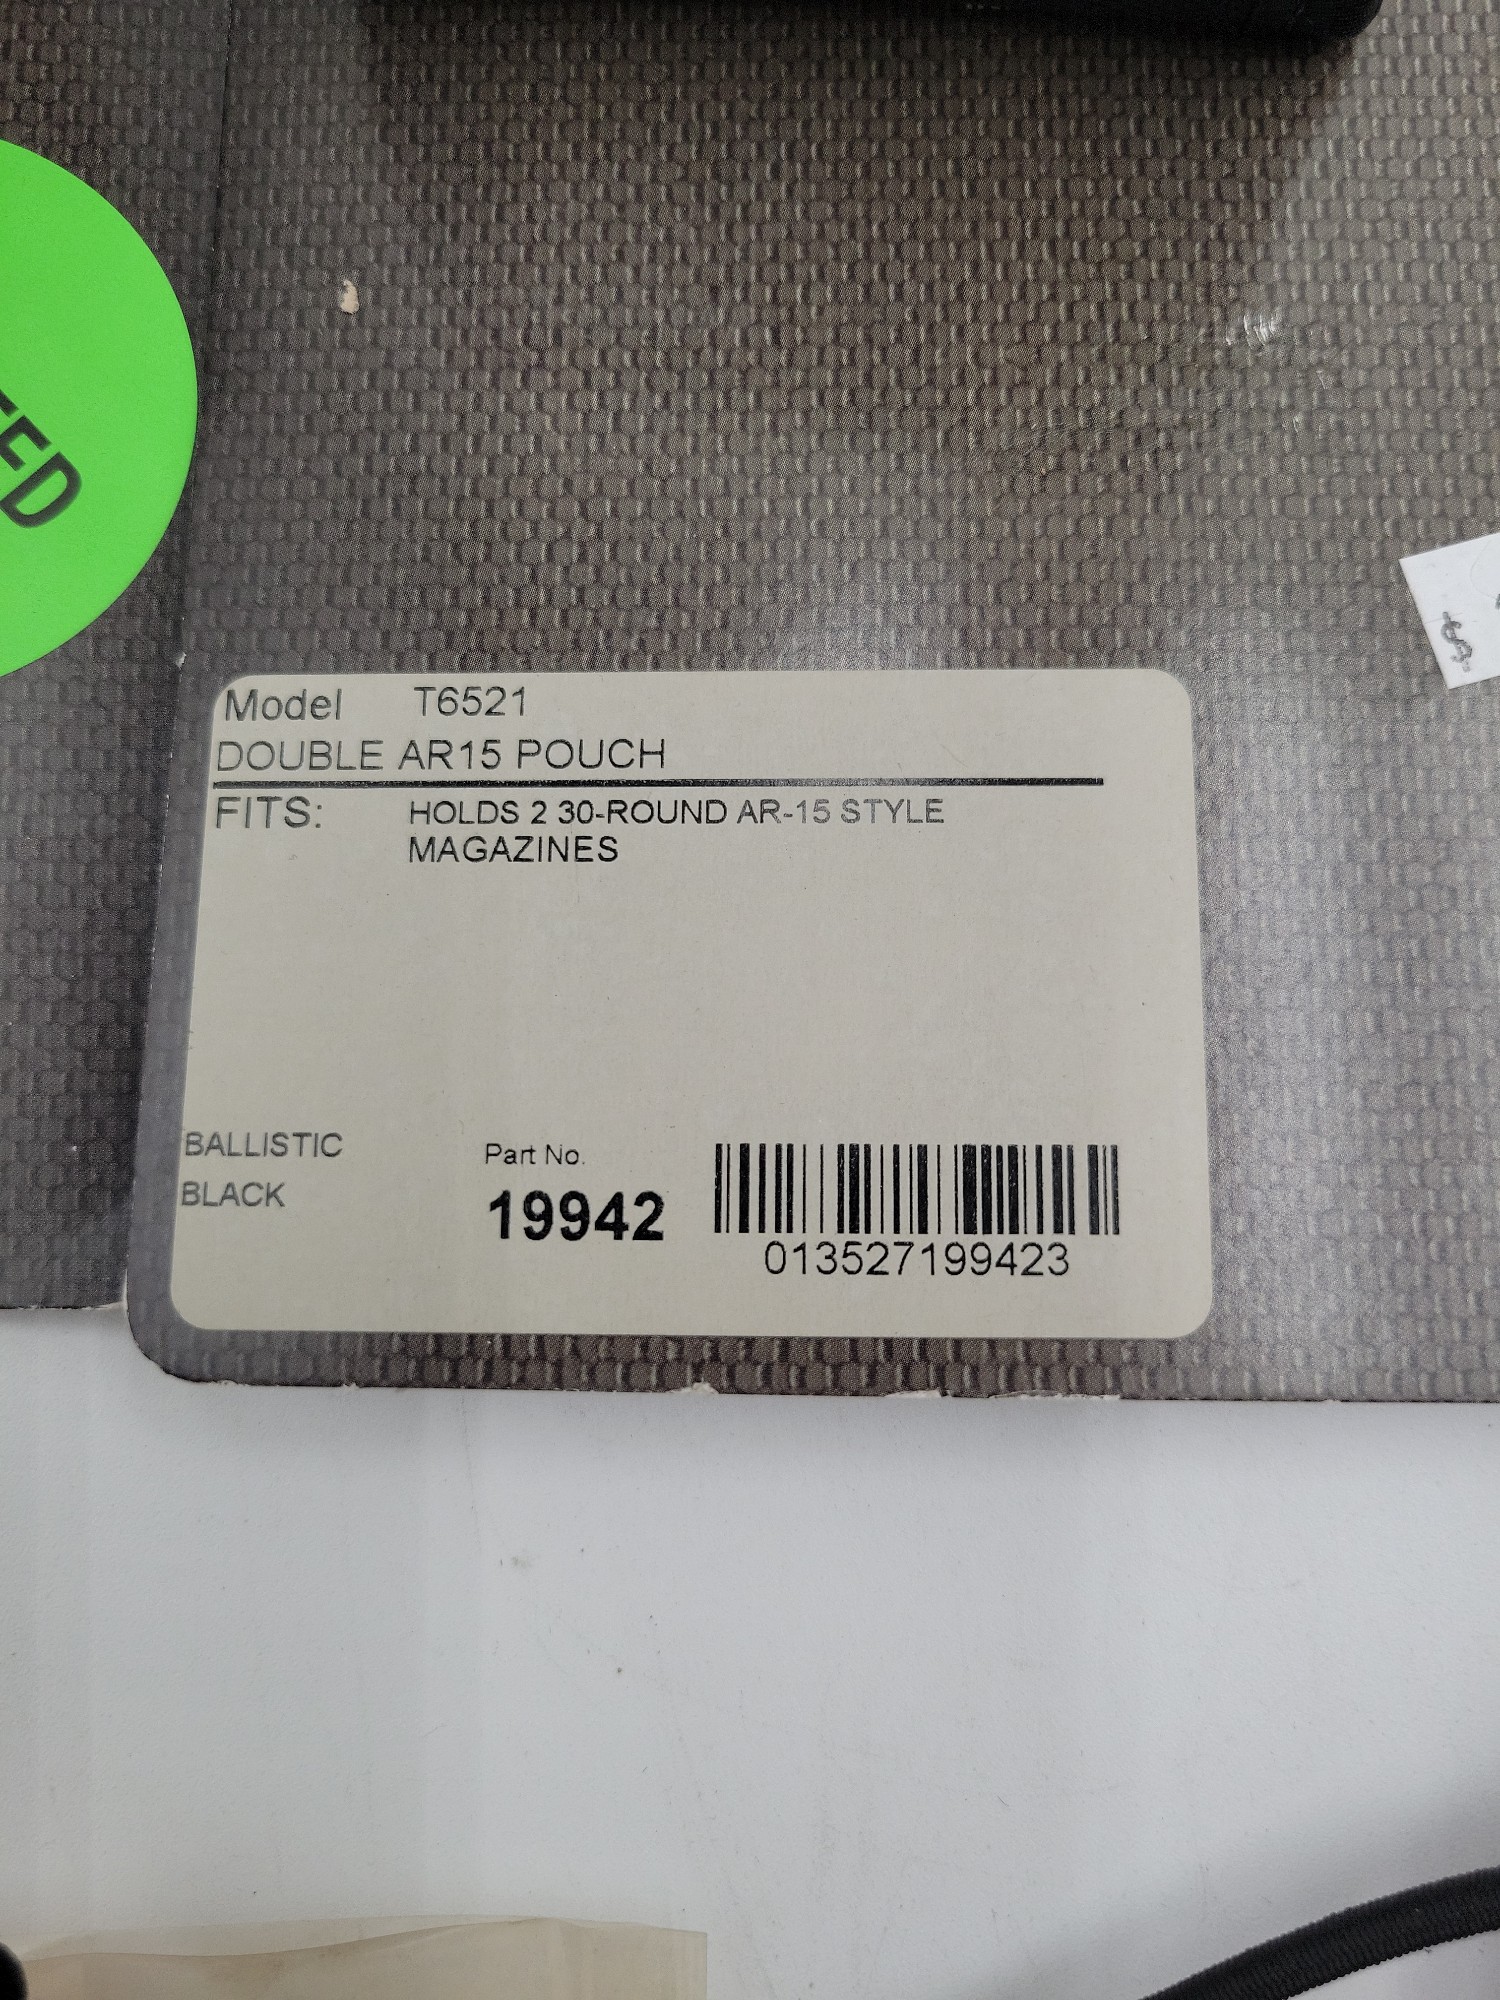 Model T6521
DOUBLE AR15 POUCH
FITS: HOLDS 2 30-ROUND AR-15 STYLE
MAGAZINES
BALLISTIC
BLACK
Part No.
19942
013527199423
$